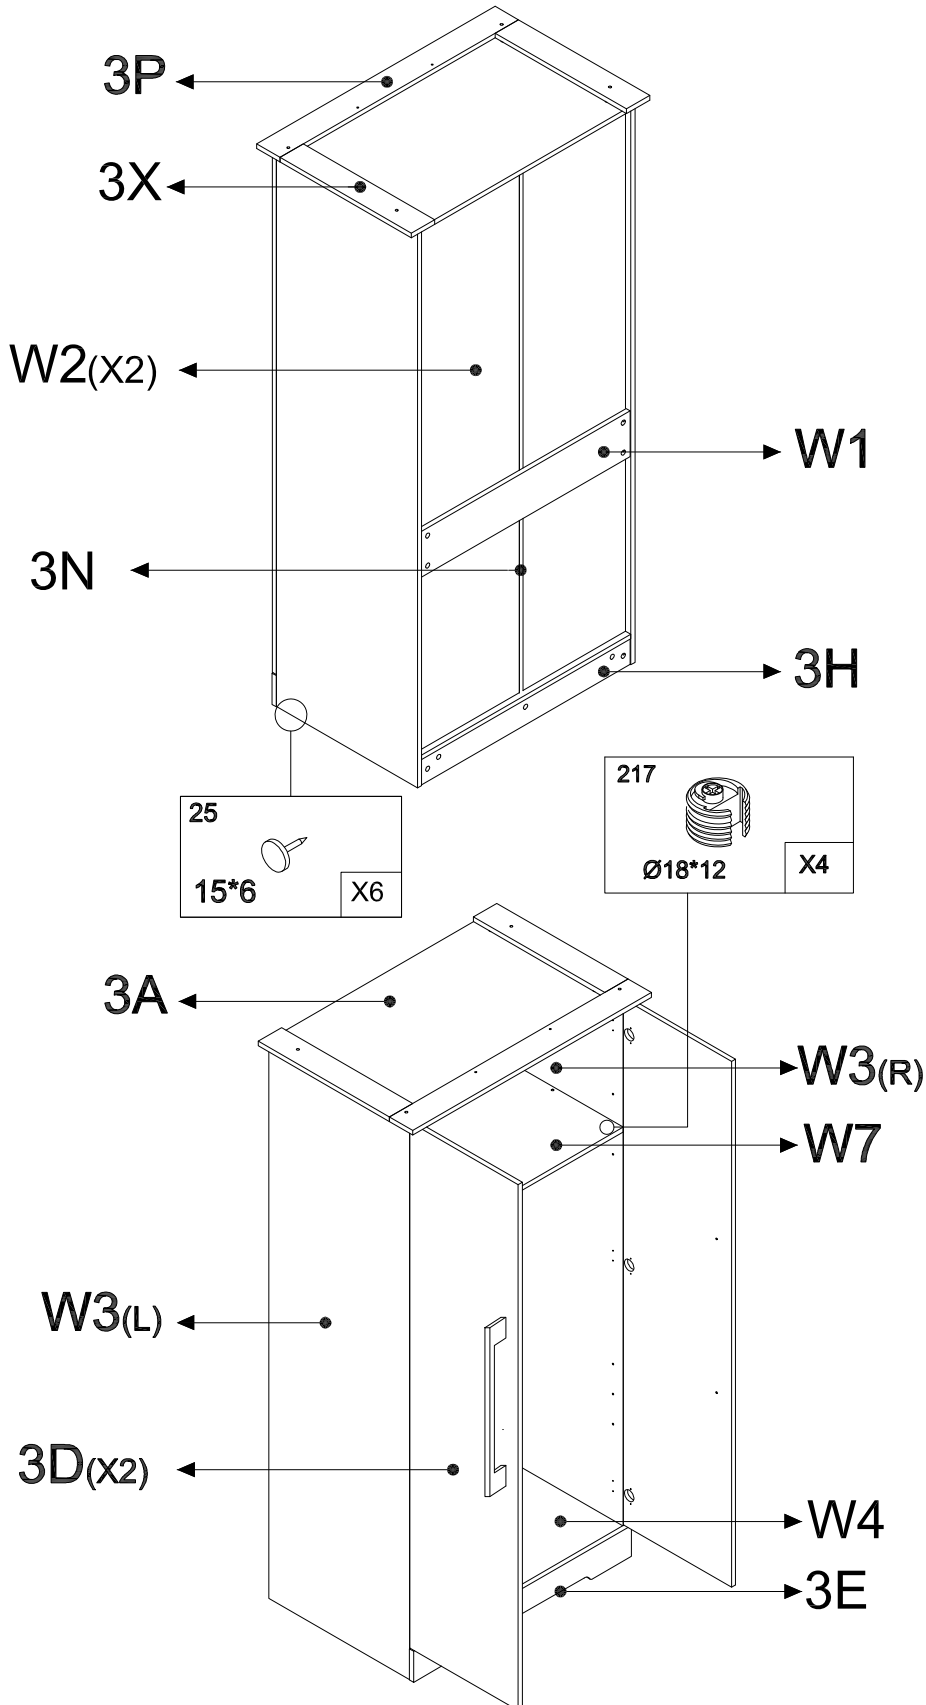 3P
3X
W2(X2)
W1
3N
3H
25
15*6
X6
217
Ø18*12
X4
3A
W3(R)
W7
W3(L)
3D(X2)
W4
3E